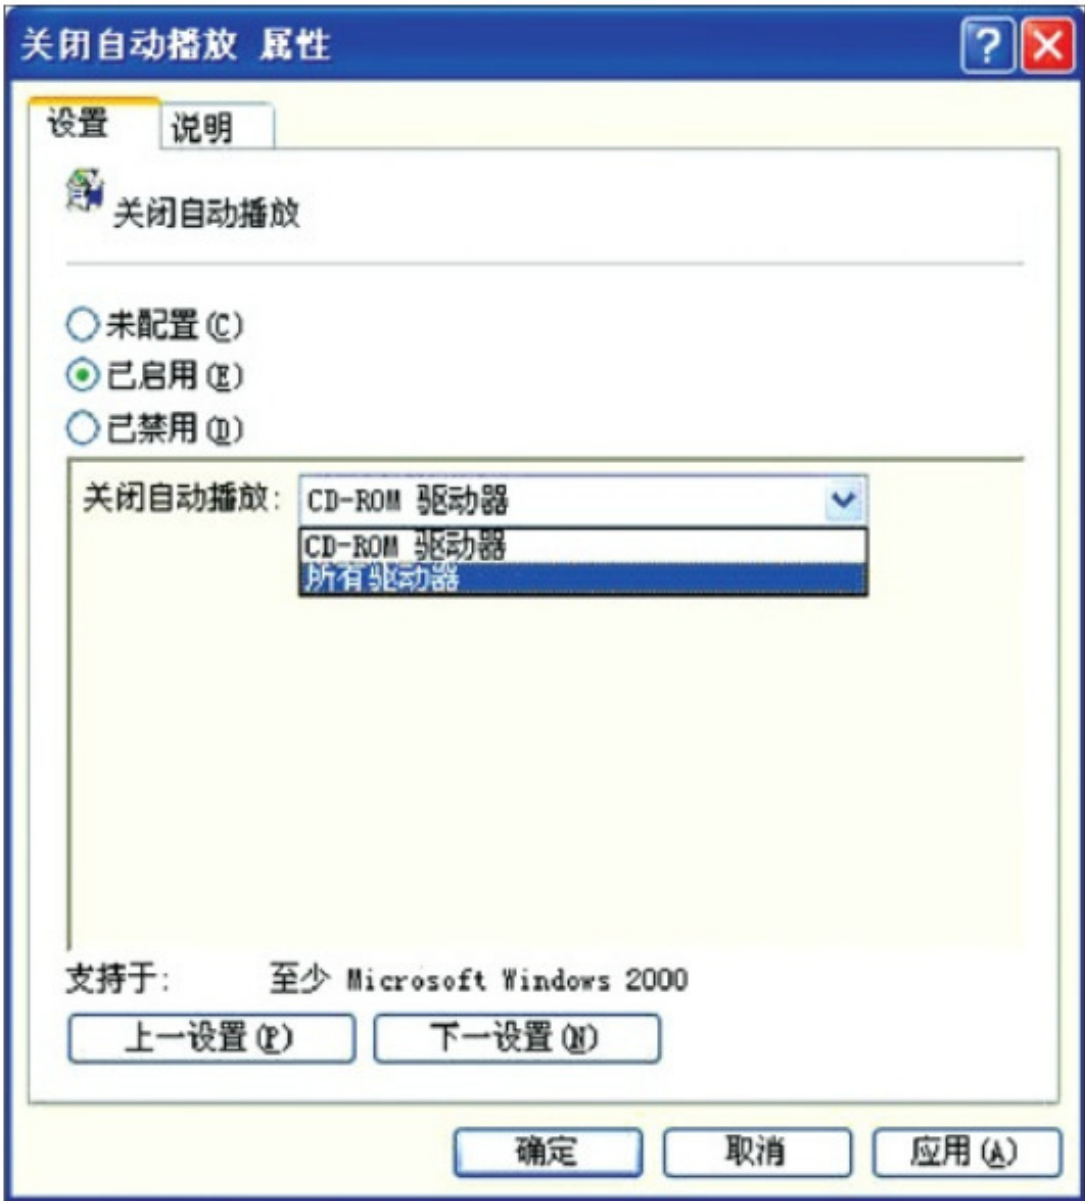 关闭自动播放 属性
设置 说明
关闭自动播放
未配置(C)
已启用(E)
已禁用(D)
关闭自动播放: CD-ROM 驱动器
CD-ROM 驱动器
所有驱动器
支持于: 至少 Microsoft Windows 2000
上一设置(P) 下一设置(N)
确定 取消 应用(A)